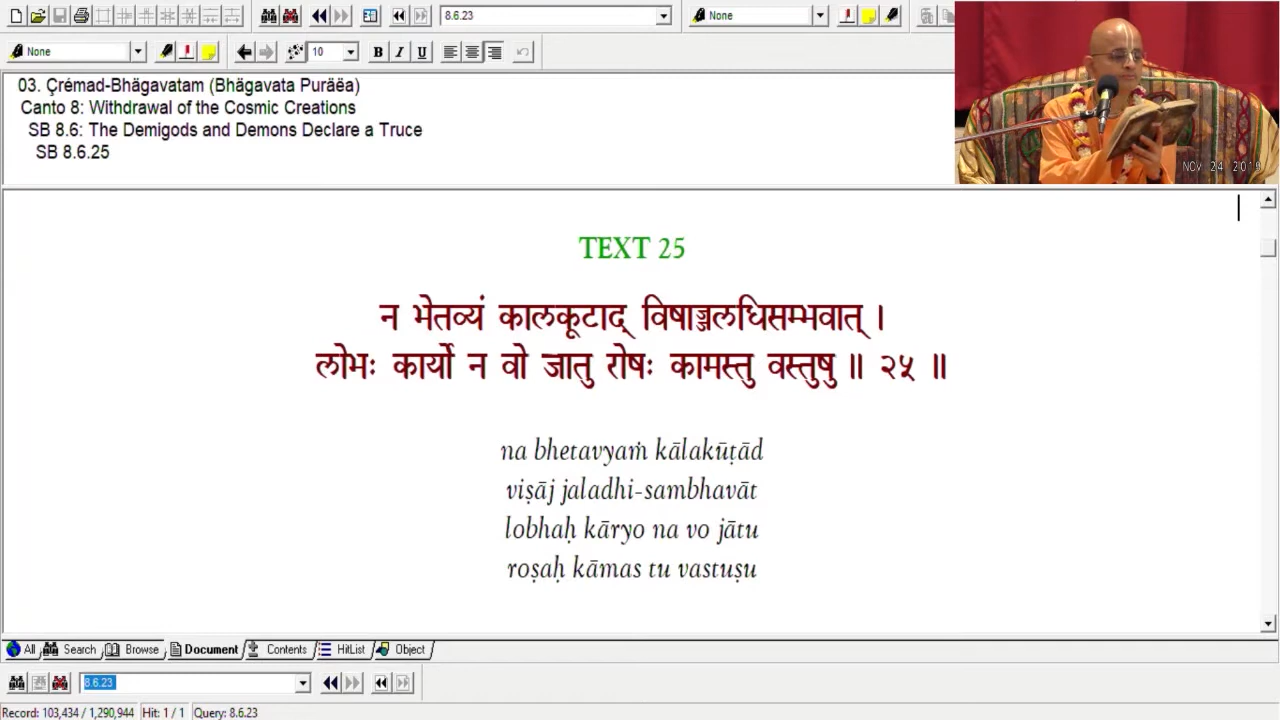 8.6.23 None
None 10 B I U
03. Çrémad-Bhägavatam (Bhägavata Puräëa)
Canto 8: Withdrawal of the Cosmic Creations
SB 8.6: The Demigods and Demons Declare a Truce
SB 8.6.25
NOV 24 2019
TEXT 25
न भेतव्यं कालकूटाद् विषाज्जलधिसम्भवात् ।
लोभः कार्यो न वो जातु रोषः कामस्तु वस्तुषु ॥ २५ ॥
na bhetavyaṁ kālakūṭād
viṣāj jaladhi-sambhavāt
lobhaḥ kāryo na vo jātu
roṣaḥ kāmas tu vastuṣu
All Search Browse Document Contents HitList Object
8.6.23
Record: 103,434 / 1,290,944 Hit: 1 / 1 Query: 8.6.23